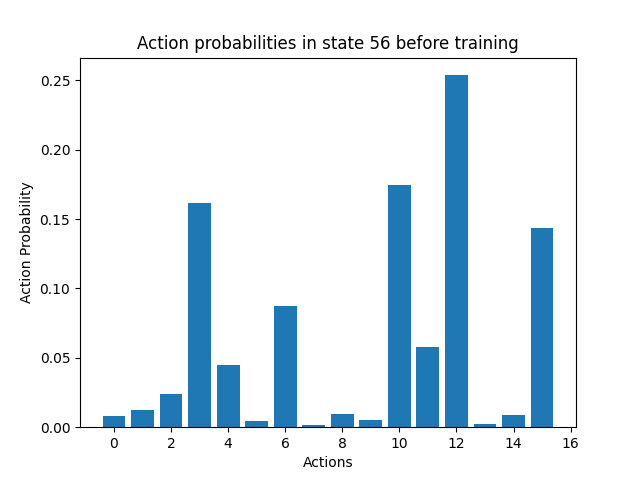 Action probabilities in state 56 before training
0.25
0.20
0.15
0.10
0.05
0.00
Action Probability
0 2 4 6 8 10 12 14 16
Actions